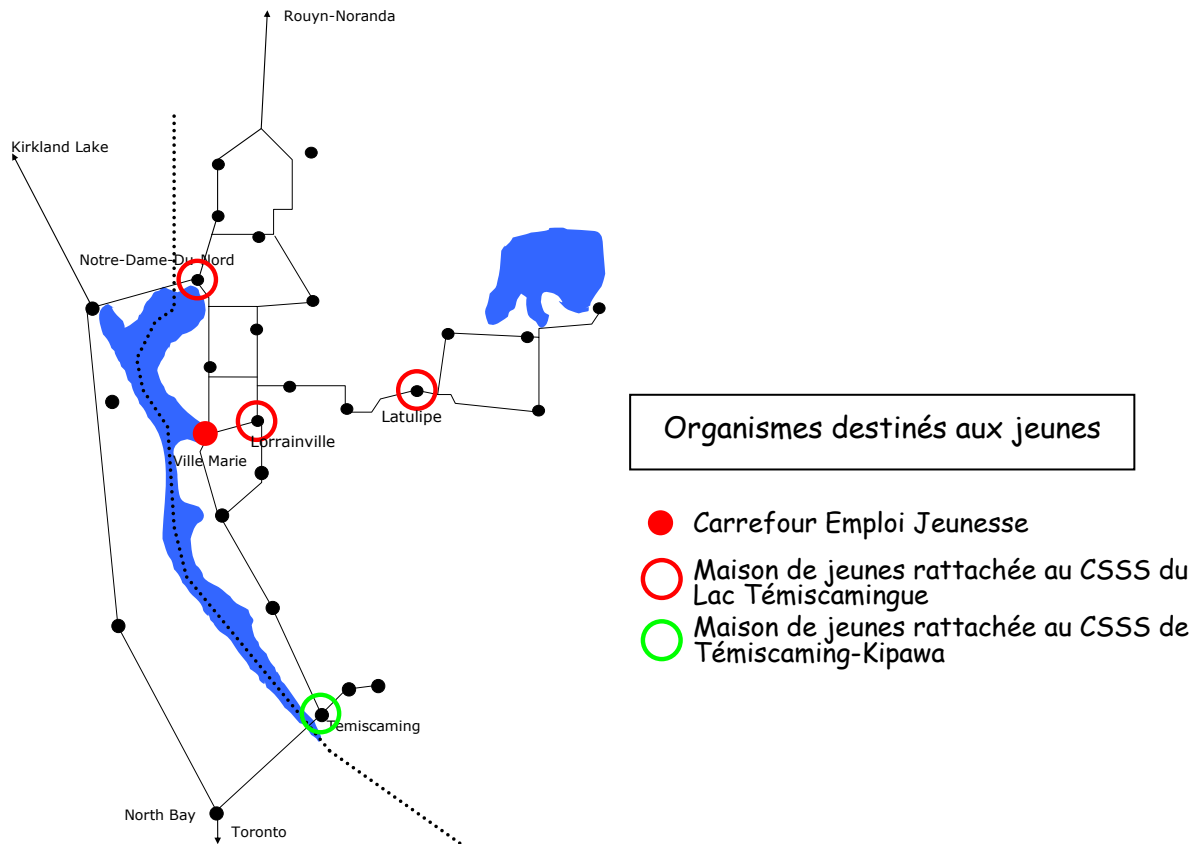 Rouyn-Noranda
Kirkland Lake
Notre-Dame-Du-Nord
Latulipe
Lorrainville
Ville Marie
Témiscaming
North Bay
Toronto
Organismes destinés aux jeunes
Carrefour Emploi Jeunesse
Maison de jeunes rattachée au CSSS du
Lac Témiscamingue
Maison de jeunes rattachée au CSSS de
Témiscaming-Kipawa